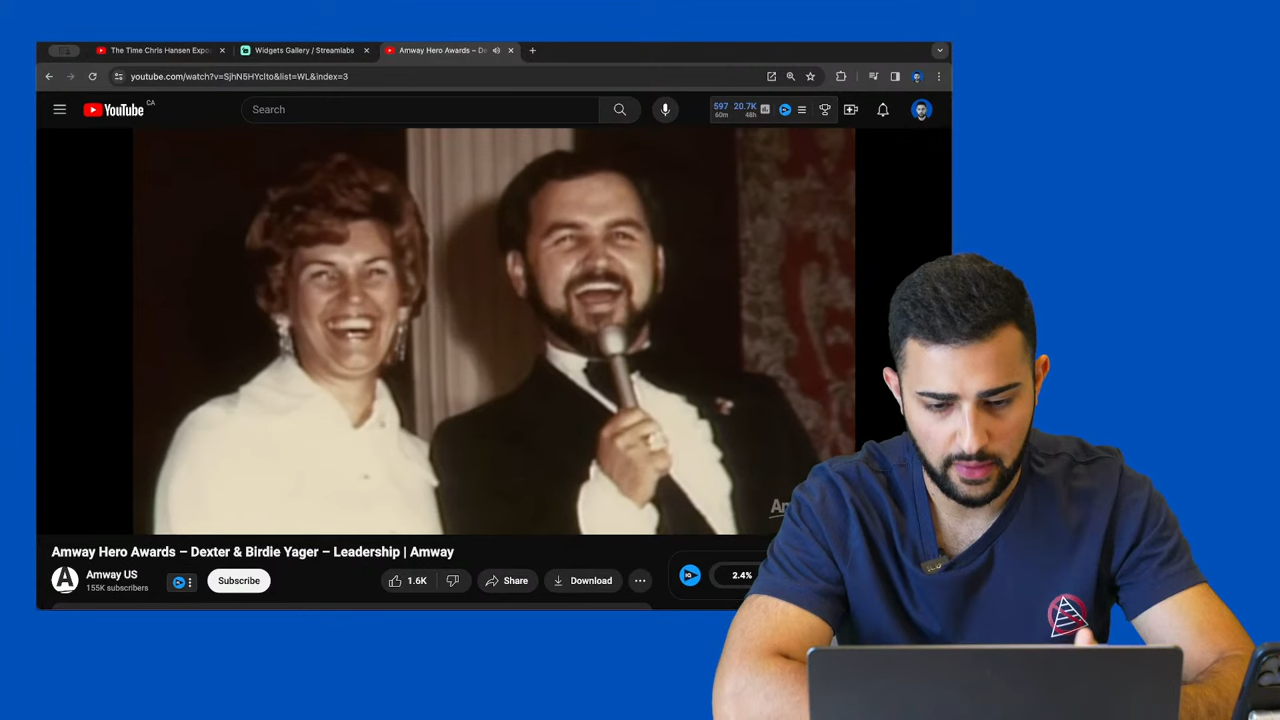 The Time Chris Hansen Expo
Widgets Gallery / Streamlabs
Amway Hero Awards – De
youtube.com/watch?v=SjhN5HYcIto&list=WL&index=3
YouTube CA
Search
597 20.7K
60m 48h
Amway Hero Awards – Dexter & Birdie Yager – Leadership | Amway
Amway US
155K subscribers
Subscribe
1.6K
Share
Download
IQ
2.4%